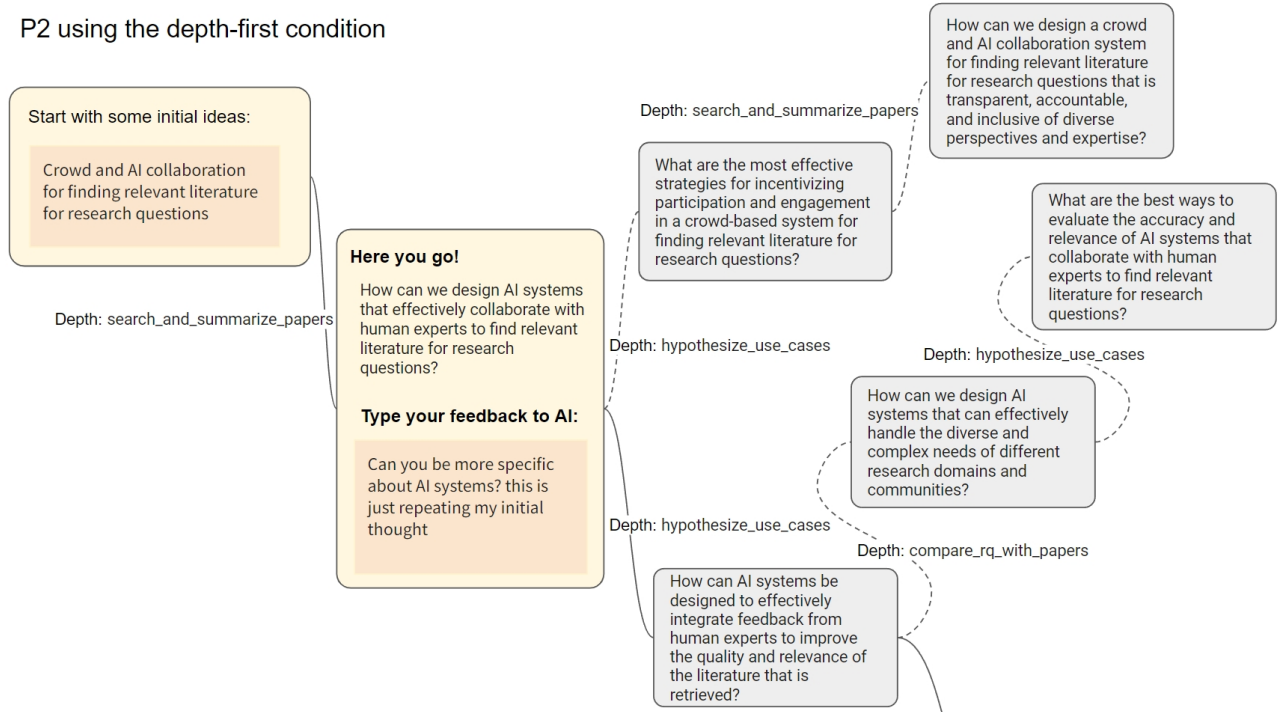 P2 using the depth-first condition
Start with some initial ideas:
Crowd and AI collaboration
for finding relevant literature
for research questions
Depth: search_and_summarize_papers
Here you go!
How can we design AI systems
that effectively collaborate with
human experts to find relevant
literature for research
questions?
Type your feedback to AI:
Can you be more specific
about AI systems? this is
just repeating my initial
thought
Depth: hypothesize_use_cases
What are the most effective
strategies for incentivizing
participation and engagement
in a crowd-based system for
finding relevant literature for
research questions?
Depth: search_and_summarize_papers
How can we design a crowd
and AI collaboration system
for finding relevant literature
for research questions that is
transparent, accountable,
and inclusive of diverse
perspectives and expertise?
Depth: hypothesize_use_cases
How can AI systems be
designed to effectively
integrate feedback from
human experts to improve
the quality and relevance of
the literature that is
retrieved?
Depth: compare_rq_with_papers
How can we design AI
systems that can effectively
handle the diverse and
complex needs of different
research domains and
communities?
Depth: hypothesize_use_cases
What are the best ways to
evaluate the accuracy and
relevance of AI systems that
collaborate with human
experts to find relevant
literature for research
questions?